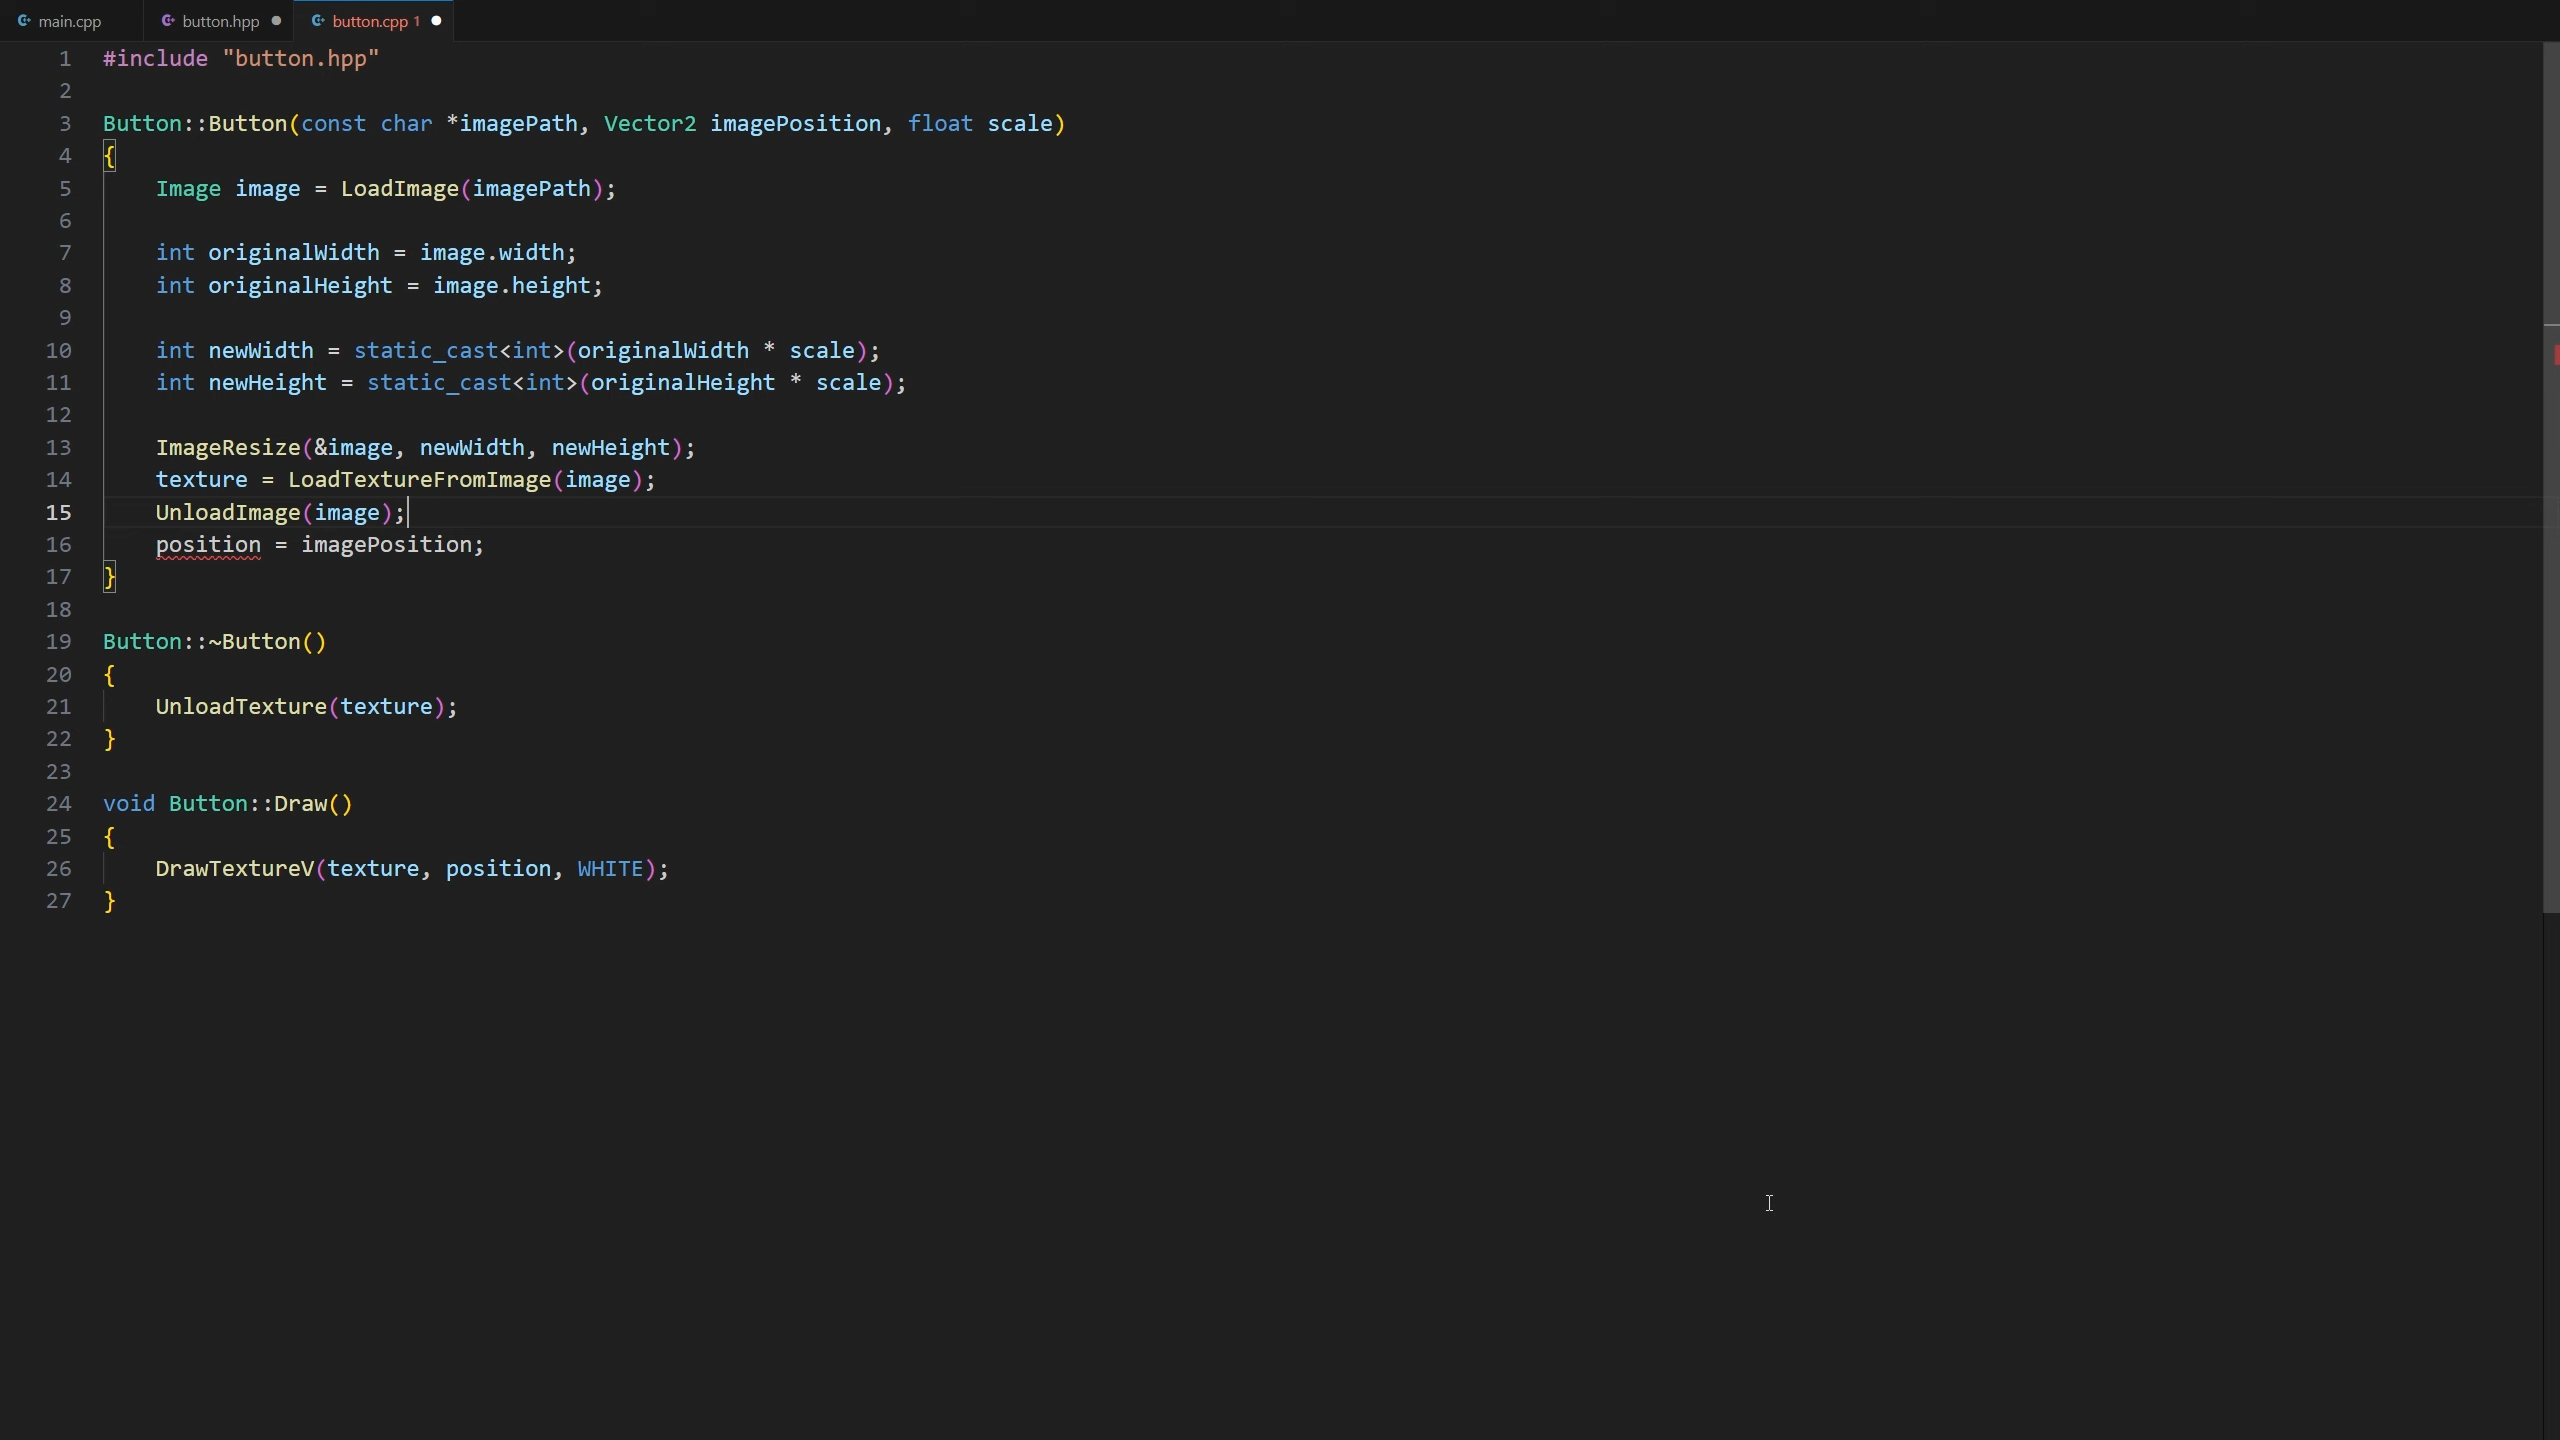 main.cpp button.hpp button.cpp 1
1 #include "button.hpp"
2
3 Button::Button(const char *imagePath, Vector2 imagePosition, float scale)
4 {
5     Image image = LoadImage(imagePath);
6
7     int originalWidth = image.width;
8     int originalHeight = image.height;
9
10     int newWidth = static_cast<int>(originalWidth * scale);
11     int newHeight = static_cast<int>(originalHeight * scale);
12
13     ImageResize(&image, newWidth, newHeight);
14     texture = LoadTextureFromImage(image);
15     UnloadImage(image);
16     position = imagePosition;
17 }
18
19 Button::~Button()
20 {
21     UnloadTexture(texture);
22 }
23
24 void Button::Draw()
25 {
26     DrawTextureV(texture, position, WHITE);
27 }